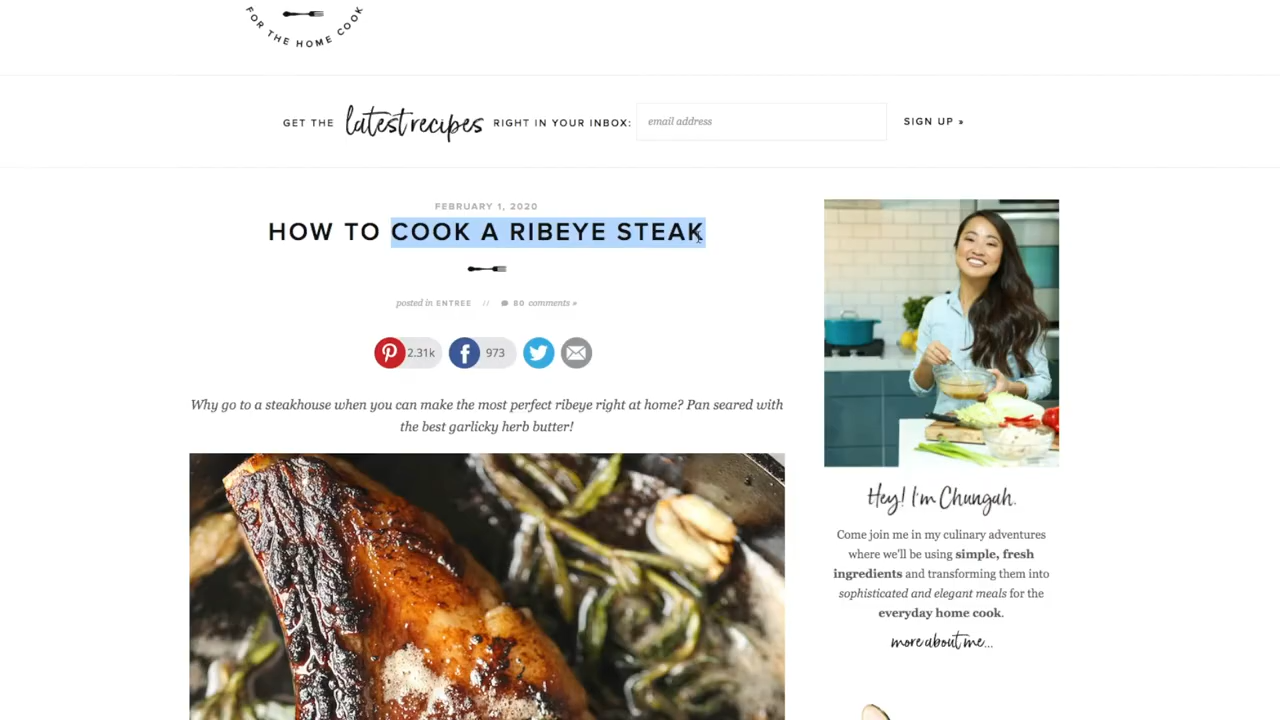 FOR THE HOME COOK
GET THE latest recipes RIGHT IN YOUR INBOX: email address SIGN UP »
FEBRUARY 1, 2020
HOW TO COOK A RIBEYE STEAK
posted in ENTREE // 80 comments »
2.31k 973
Why go to a steakhouse when you can make the most perfect ribeye right at home? Pan seared with
the best garlicky herb butter!
Hey! I'm Chungah.
Come join me in my culinary adventures
where we'll be using simple, fresh
ingredients and transforming them into
sophisticated and elegant meals for the
everyday home cook.
more about me...